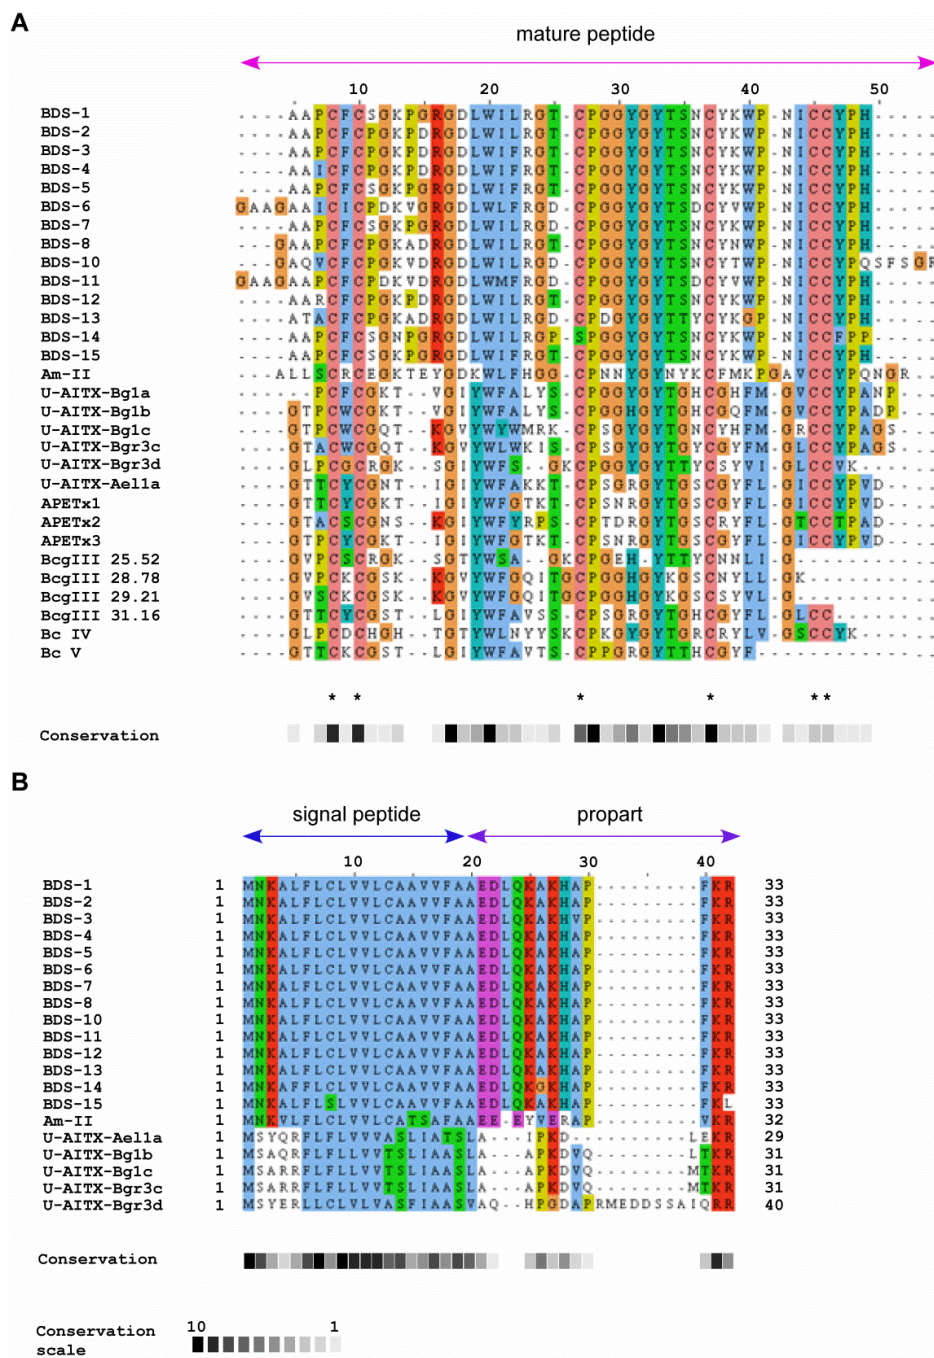 A
mature peptide
10 20 30 40 50
BDS-1 ----AAPCFCSGKPGRGDLWILRGT-CPGGYGYTSNCYKWP-NICCYPH----
BDS-2 ----AAPCFCPGKPDRGDLWILRGT-CPGGYGYTSNCYKWP-NICCYPH----
BDS-3 ----AAPCFCPGKPDRGDLWIFRGT-CPGGYGYTSNCYKWP-NICCYPH----
BDS-4 ----AAICFCPGKPDRGDLWIFRGT-CPGGYGYTSNCYKWP-NICCYPH----
BDS-5 ----AAPCFCSGKPGRGDLWILRGT-CPGGYGYTSNCYKWP-NICCYPH----
BDS-6 GAAGAAICICPDKVGRGDLWLFRGD-CPGGYGYTSDCYVWP-NICCYPH----
BDS-7 ----AAPCFCSGKPGRGDLWILRGD-CPGGYGYTSNCYKWP-NICCYPH----
BDS-8 ---GAAPCFCPGKADRGDLWILRGT-CPGGYGYTSNCYNWP-NICCYPH----
BDS-10 ---GAQVCFCPGKVDRGDLWILRGD-CPGGYGYTSNCYTWP-NICCYPQSFSGR
BDS-11 GAAGAAPCFCPDKVDRGDLWMFRGD-CPGGYGYTSDCYVWP-NICCYPH----
BDS-12 ----AARCFCPGKPDRGDLWILRGT-CPGGYGYTSNCYKWP-NICCYPH----
BDS-13 ----ATACFCPGKADRGDLWILRGD-CPDGYGYTTYCYKGP-NICCYPH----
BDS-14 ----AAPCFCSGNPGRGDLWILRGP-SPGGYGYTSNCYKWP-NICCFPP----
BDS-15 ----AAPCFCSGKPGRGDLWIFRGT-CPGGYGYTSNCYKWP-NICCYPH----
Am-II ---ALLSCRCEGKTEYGDKWLFHGG-CPNNYGYNYKCFMKPGAVCCYPQNGR--
U-AITX-Bg1a ------PCFCGKT--VGIYWFALYS-CPGGYGYTGHCGHFM-GVCCYPANP---
U-AITX-Bg1b ----GTPCWCGKT--VGIYWFALYS-CPGGHGYTGHCGQFM-GVCCYPADP---
U-AITX-Bg1c ----GTPCWCGQT--KGVYWYWMRK-CPSGYGYTGNCYHFM-GRCCYPAGS---
U-AITX-Bgr3c ----GTACWCGQT--KGVYWLWKIS-CPSGYGYTGYCGYFM-GLCCYPAGS---
U-AITX-Bgr3d ----GLPCGCRGK--SGIYWFS--GKCPGGYGYTTYCSYVI-GLCCVK------
U-AITX-Ael1a ----GTTCYCGNT--IGIYWFAKKT-CPSGRGYTGSCGYFL-GICCYPVD----
APETx1 ----GTTCYCGKT--IGIYWFGTKT-CPSNRGYTGSCGYFL-GICCYPVD----
APETx2 ----GTACSCGNS--KGIYWFYRPS-CPTDRGYTGSCRYFL-GTCCTPAD----
APETx3 ----GTPCYCGKT--IGIYWFGTKT-CPSNRGYTGSCGYFL-GICCYPVD----
BcgIII 25.52 ----GVPSCRGK--SGTYWSA--GKCPGEH-YTTYCNNLI-G----------
BcgIII 28.78 ----GVPCKCGSK--KGVYWFGQITGCPGGHGYKGSCNYLL-GK---------
BcgIII 29.21 ----GVSCKCGSK--KGVYWFGQITGCPGGHGYKGSCSYVL-G----------
BcgIII 31.16 ----GTTCYCGST--LGIYWFAVSS-CPSGRGYTGHCGYFL-GLCC-------
Bc IV ----GLPCDCHGH--TGTYWLNYYSKCPKGYGYTGRCRYLV-GSCCYK------
Bc V ----GTTCKCGST--LGIYWFAVTS-CPPGRGYTTHCGYF-------------
* * * * **
Conservation
B
signal peptide propart
10 20 30 40
BDS-1 1 MNKALFLCLVVLCAAVVFAAEDLQKAKHAP---------FKR 33
BDS-2 1 MNKALFLCLVVLCAAVVFAAEDLQKAKHAP---------FKR 33
BDS-3 1 MNKALFLCLVVLCAAVVFAAEDLQKAKHVP---------FKR 33
BDS-4 1 MNKALFLCLVVLCAAVVFAAEDLQKAKHAP---------FKR 33
BDS-5 1 MNKALFLCLVVLCAAVVFAAEDLQKAKHAP---------FKR 33
BDS-6 1 MNKALFLCLVVLCAAVVFAAEDLQKAKHAP---------FKR 33
BDS-7 1 MNKALFLCLVVLCAAVVFAAEDLQKAKHAP---------FKR 33
BDS-8 1 MNKALFLCLVVLCAAVVFAAEDLQKAKHAP---------FKR 33
BDS-10 1 MNKALFLCLVVLCAAVVFAAEDLQKAKHAP---------FKR 33
BDS-11 1 MNKALFLCLVVLCAAVVFAAEDLQKAKHAP---------FKR 33
BDS-12 1 MNKALFLCLVVLCAAVVFAAEDLQKAKHAP---------FKR 33
BDS-13 1 MNKALFLCLVVLCAAVVFAAEDLQKAKHAP---------FKR 33
BDS-14 1 MNKAFFLCLVVLCAAVVFAAEDLQKGKHAP---------FKR 33
BDS-15 1 MNKALFLSLVVLCAAVVFAAEDLQKAKHAP---------FKL 33
Am-II 1 MNKVLFLCLVVLCATSAFAAEE-EYVERAP---------VKR 32
U-AITX-Ael1a 1 MSYQRFLFLVVVASLIATSLA---IPKD-----------LEKR 29
U-AITX-Bg1b 1 MSAQRFLFLVVTSLIAASLA---APKDVQ---------LTKR 31
U-AITX-Bg1c 1 MSARRFLFLVVTSLIAASLA---APKDVQ---------MTKR 31
U-AITX-Bgr3c 1 MSARRFLFLLVVTSLIAASLA---APKDVQ---------MTKR 31
U-AITX-Bgr3d 1 MSYERLLCLVLVASFIAASVAQ--HPGDAPRMEDDSSAIQRR 40
Conservation
Conservation scale
10 1